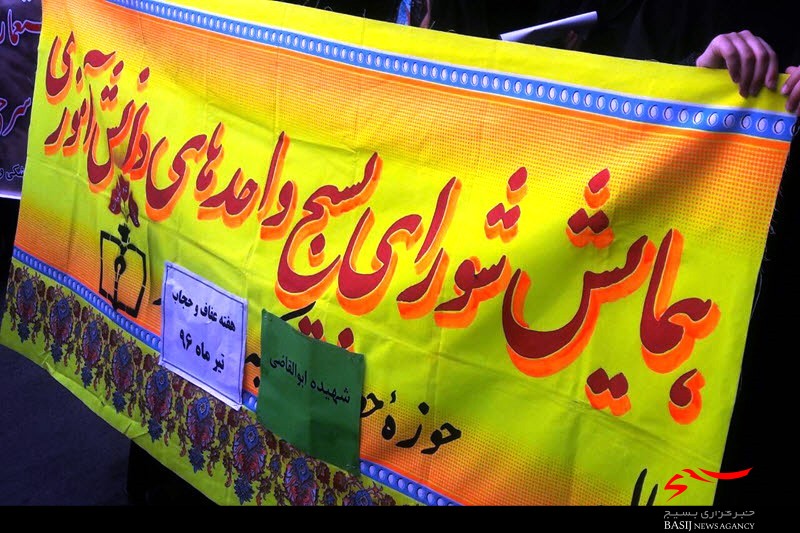 همایش شورای بسیج واحدهای دانش‌آموزی
حوزهٔ
هفته عفاف و حجاب
تیر ماه ۹۶
شهیده ابوالقاضی
خبرگزاری بسیج
BASIJ NEWS AGANCY